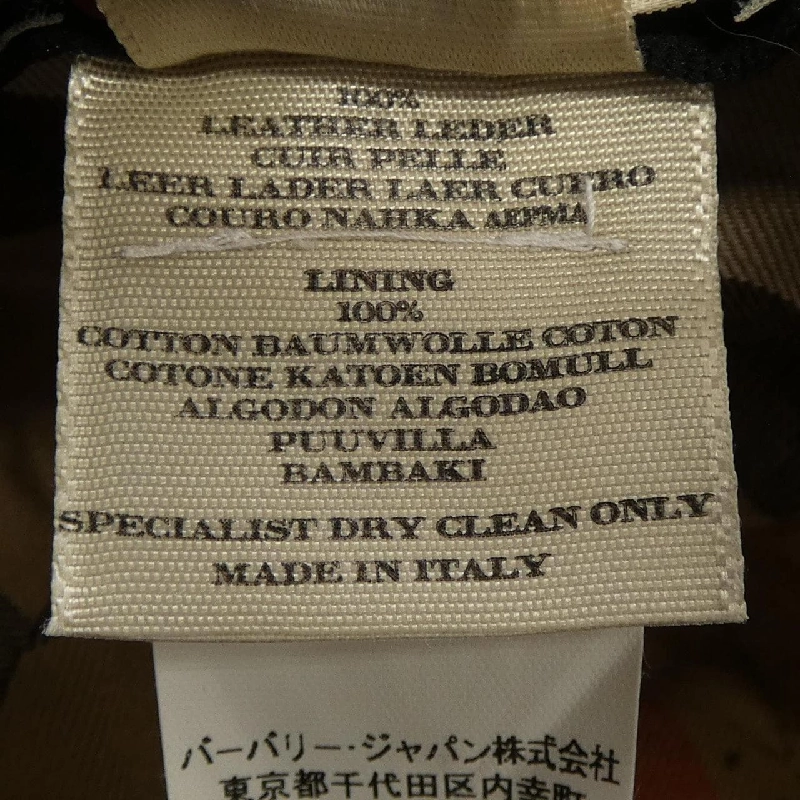 100%
LEATHER LEDER
CUIR PELLE
LEER LADER LAER CUERO
COURO NAHKA ΔΕΡΜΑ
LINING
100%
COTTON BAUMWOLLE COTON
COTONE KATOEN BOMULL
ALGODON ALGODAO
PUUVILLA
BAMBAKI
SPECIALIST DRY CLEAN ONLY
MADE IN ITALY
バーバリー・ジャパン株式会社
東京都千代田区内幸町